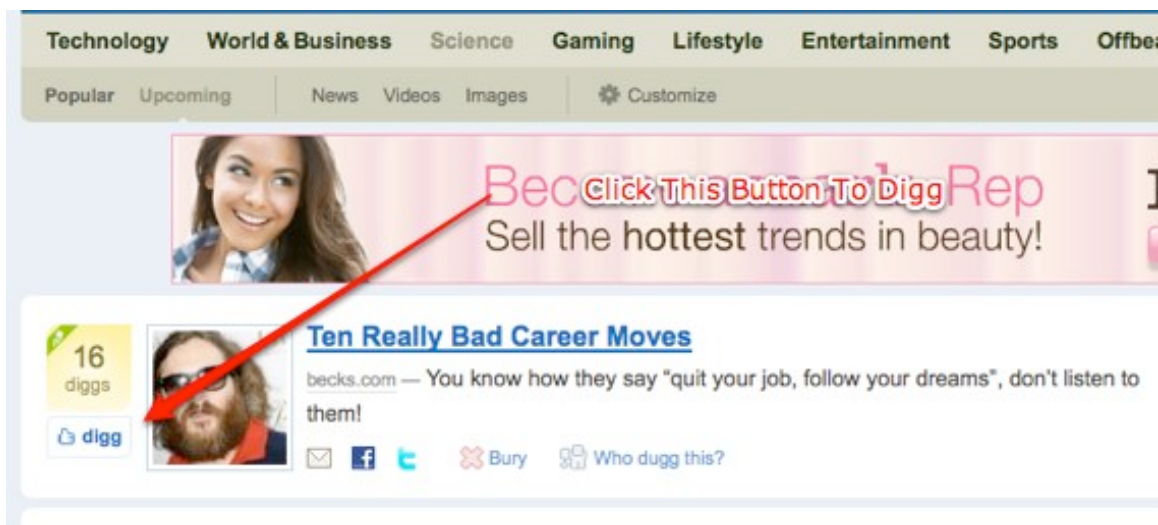 Technology World & Business Science Gaming Lifestyle Entertainment Sports Offbea
Popular Upcoming News Videos Images Customize
Click This Button To Digg
Rep
Sell the hottest trends in beauty!
16
diggs
digg
Ten Really Bad Career Moves
becks.com — You know how they say “quit your job, follow your dreams”, don't listen to
them!
Bury Who dugg this?